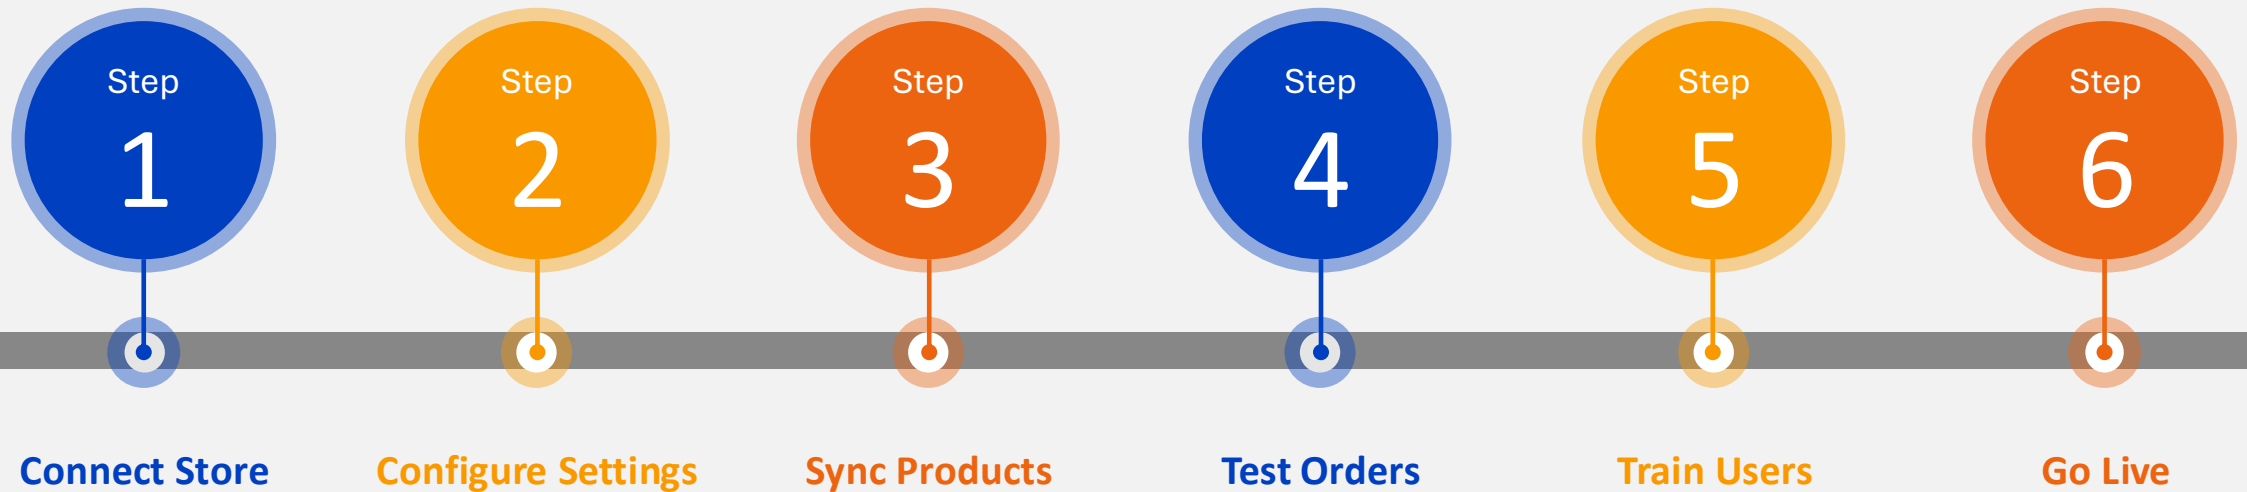 Step
1
Step
2
Step
3
Step
4
Step
5
Step
6
Connect Store
Configure Settings
Sync Products
Test Orders
Train Users
Go Live